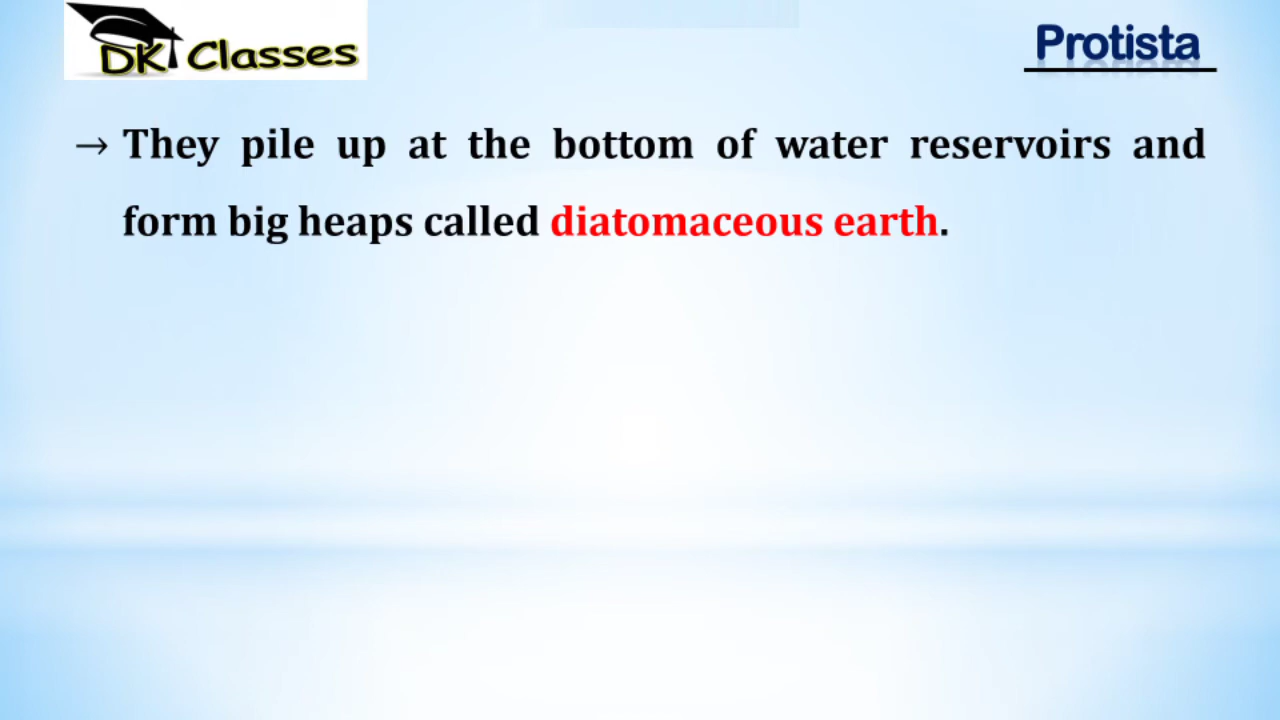 DK Classes
Protista
→ They pile up at the bottom of water reservoirs and
form big heaps called diatomaceous earth.